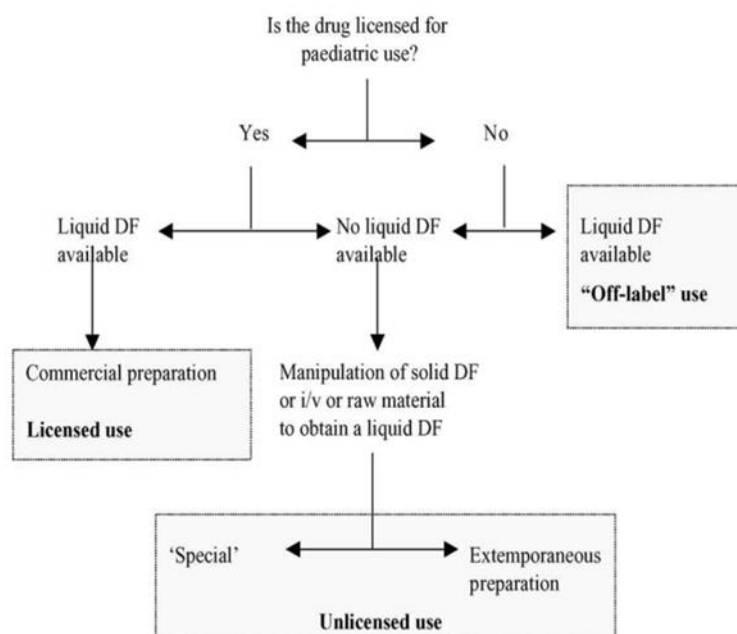 Is the drug licensed for
paediatric use?
Yes
No
Liquid DF
available
No liquid DF
available
Liquid DF
available
“Off-label” use
Commercial preparation
Licensed use
Manipulation of solid DF
or i/v or raw material
to obtain a liquid DF
‘Special’
Extemporaneous
preparation
Unlicensed use